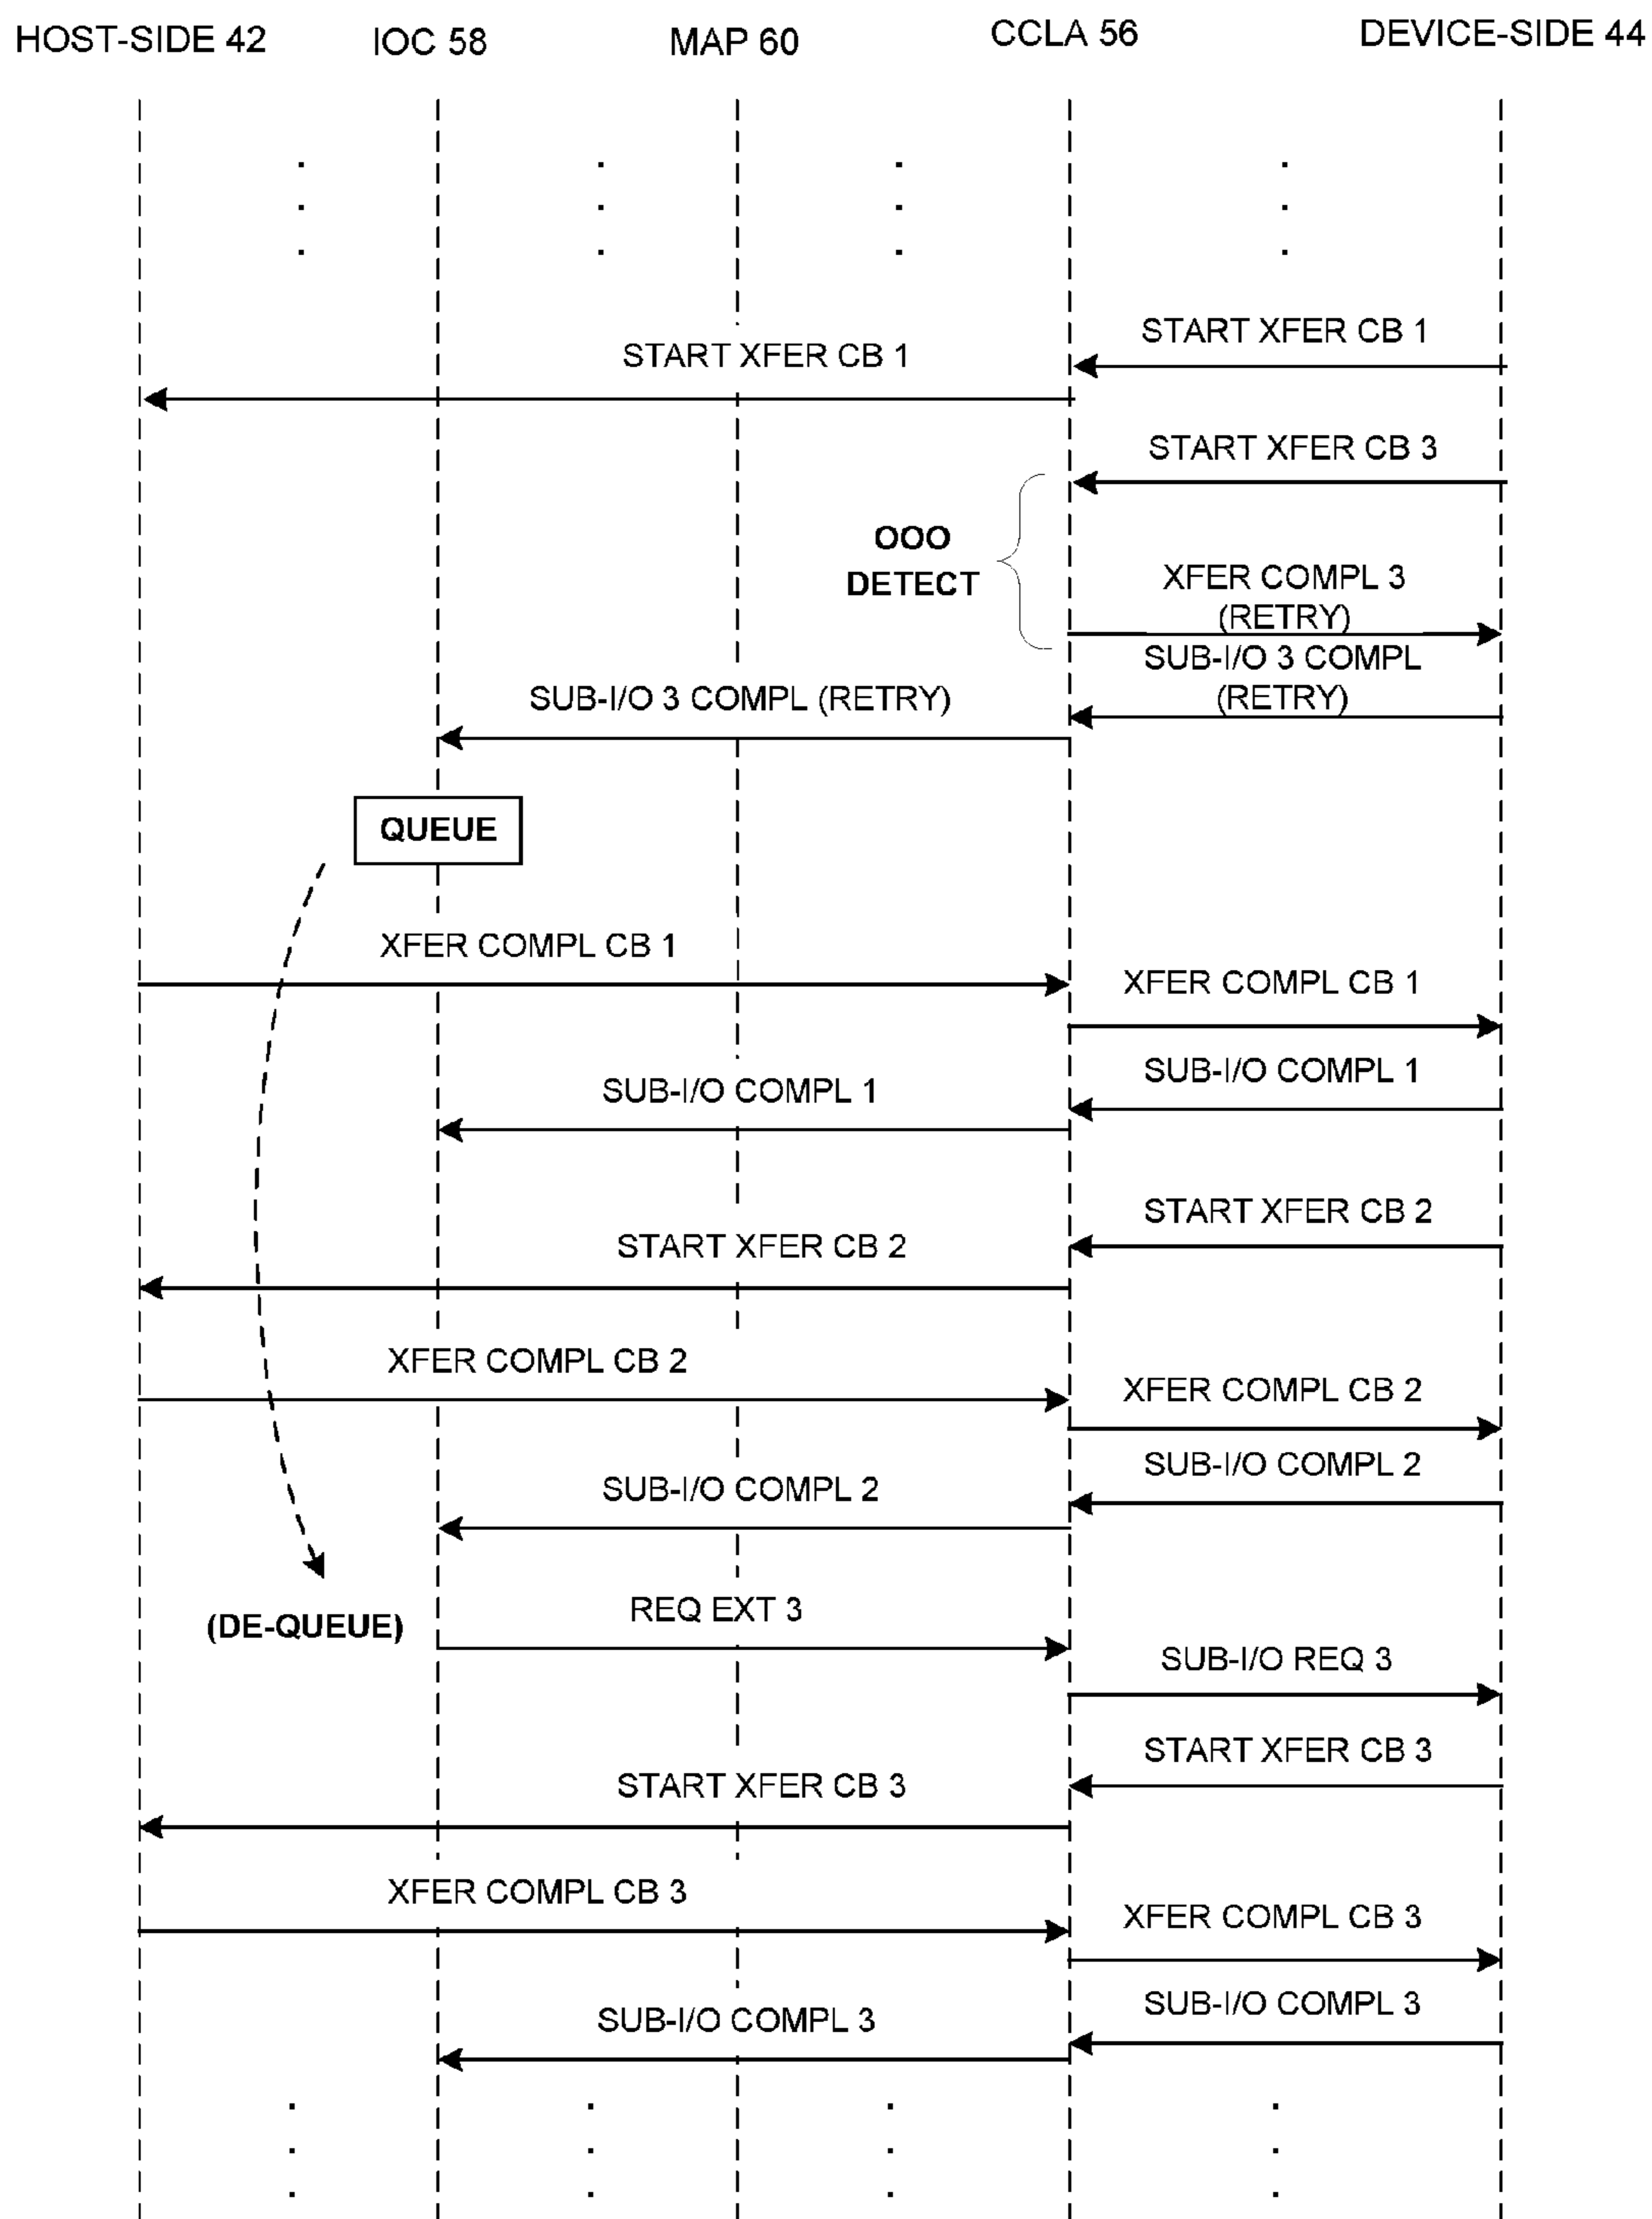 HOST-SIDE 42
IOC 58
MAP 60
CCLA 56
DEVICE-SIDE 44
START XFER CB 1
START XFER CB 1
START XFER CB 3
OOO
DETECT
XFER COMPL 3
(RETRY)
SUB-I/O 3 COMPL
(RETRY)
SUB-I/O 3 COMPL (RETRY)
QUEUE
XFER COMPL CB 1
XFER COMPL CB 1
SUB-I/O COMPL 1
SUB-I/O COMPL 1
START XFER CB 2
START XFER CB 2
XFER COMPL CB 2
XFER COMPL CB 2
SUB-I/O COMPL 2
SUB-I/O COMPL 2
REQ EXT 3
(DE-QUEUE)
SUB-I/O REQ 3
START XFER CB 3
START XFER CB 3
XFER COMPL CB 3
XFER COMPL CB 3
SUB-I/O COMPL 3
SUB-I/O COMPL 3